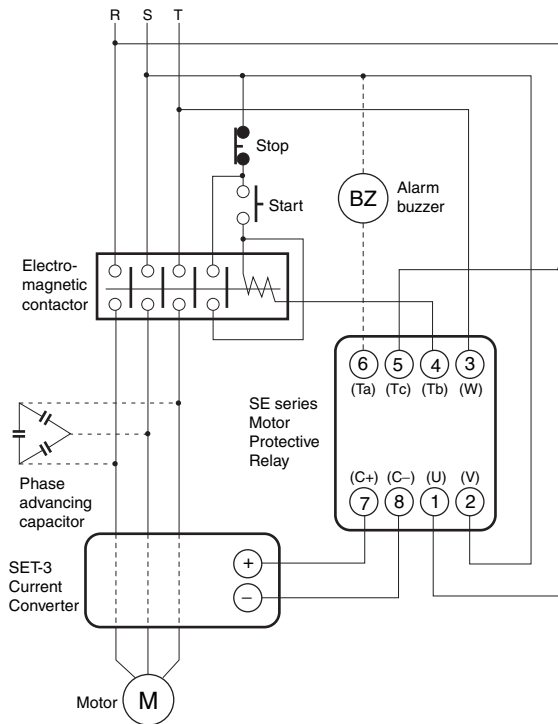 R S T
Stop
BZ
Alarm
buzzer
Start
Electro-
magnetic
contactor
6 5 4 3
(Ta) (Tc) (Tb) (W)
SE series
Motor
Protective
Relay
(C+) (C−) (U) (V)
7 8 1 2
Phase
advancing
capacitor
SET-3
Current
Converter
+
−
Motor
M